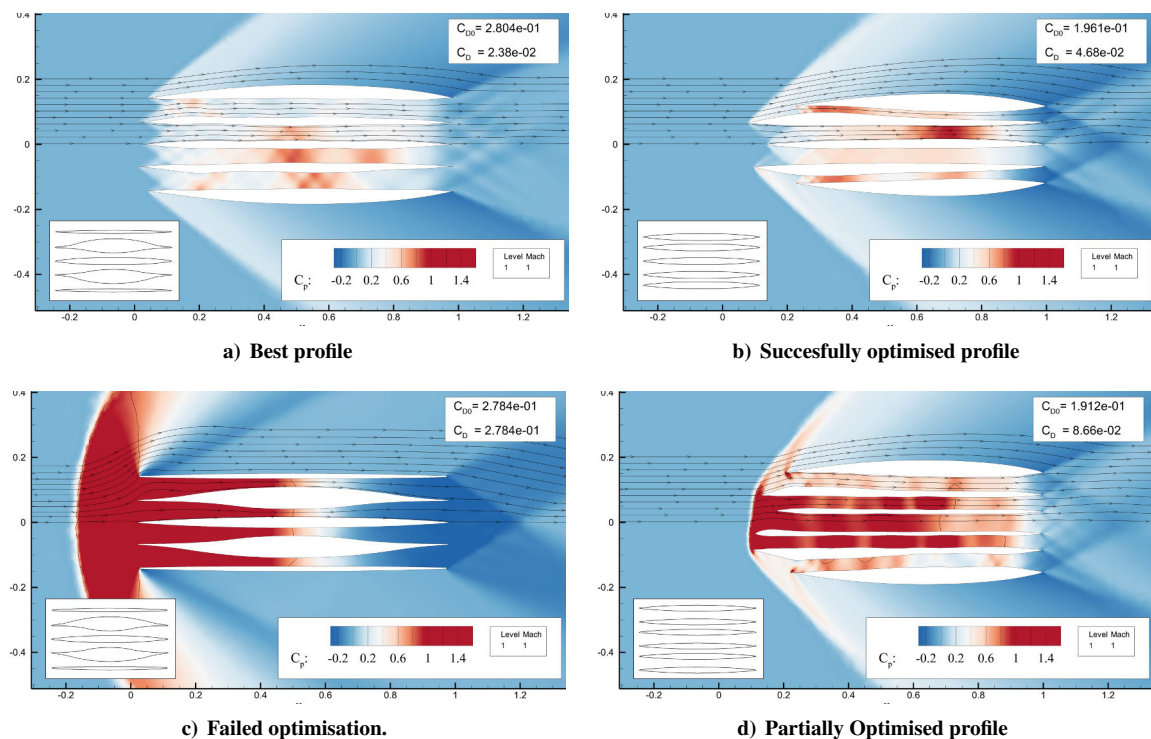 C_D0= 2.804e-01
C_D = 2.38e-02
0.2
0
-0.2
-0.4
C_p: -0.2 0.2 0.6 1 1.4
Level Mach
1 1
-0.2 0 0.2 0.4 0.6 0.8 1 1.2
a) Best profile
C_D0= 1.961e-01
C_D = 4.68e-02
0.2
0
-0.2
-0.4
C_p: -0.2 0.2 0.6 1 1.4
Level Mach
1 1
-0.2 0 0.2 0.4 0.6 0.8 1 1.2
b) Succesfully optimised profile
0.4
C_D0= 2.784e-01
C_D = 2.784e-01
0.2
0
-0.2
-0.4
C_p: -0.2 0.2 0.6 1 1.4
Level Mach
1 1
-0.2 0 0.2 0.4 0.6 0.8 1 1.2
c) Failed optimisation.
0.4
C_D0= 1.912e-01
C_D = 8.66e-02
0.2
0
-0.2
-0.4
C_p: -0.2 0.2 0.6 1 1.4
Level Mach
1 1
-0.2 0 0.2 0.4 0.6 0.8 1 1.2
d) Partially Optimised profile